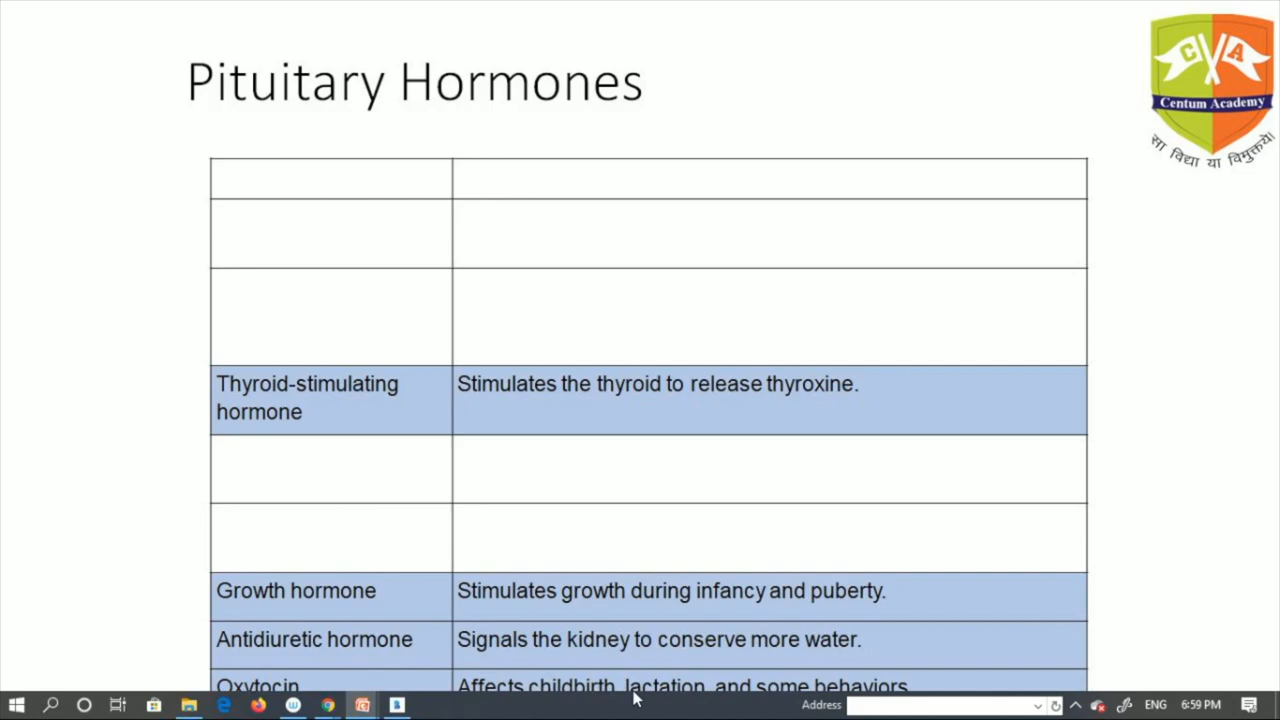 Pituitary Hormones
C A
Centum Academy
सा विद्या या विमुक्तये।
Thyroid-stimulating hormone
Stimulates the thyroid to release thyroxine.
Growth hormone
Stimulates growth during infancy and puberty.
Antidiuretic hormone
Signals the kidney to conserve more water.
Oxytocin
Affects childbirth, lactation, and some behaviors
Address
ENG
6:59 PM